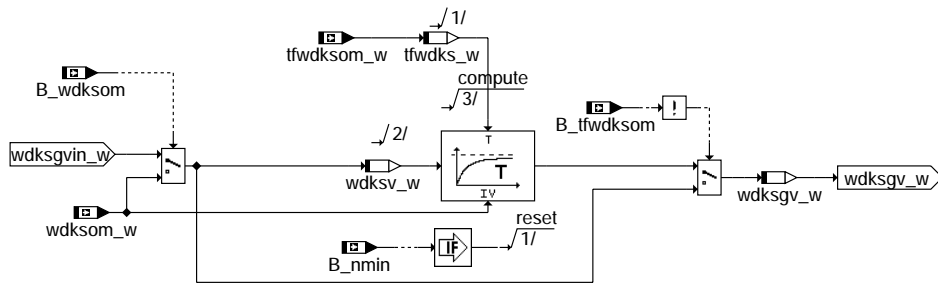 /1/
tfwdksom_w
tfwdks_w
B_wdksom
compute
3/
B_tfwdksom
!
wdksgvin_w
2/
T
T
wdksv_w
IV
wdksgv_w
wdksgv_w
wdksom_w
reset
1/
B_nmin
IF